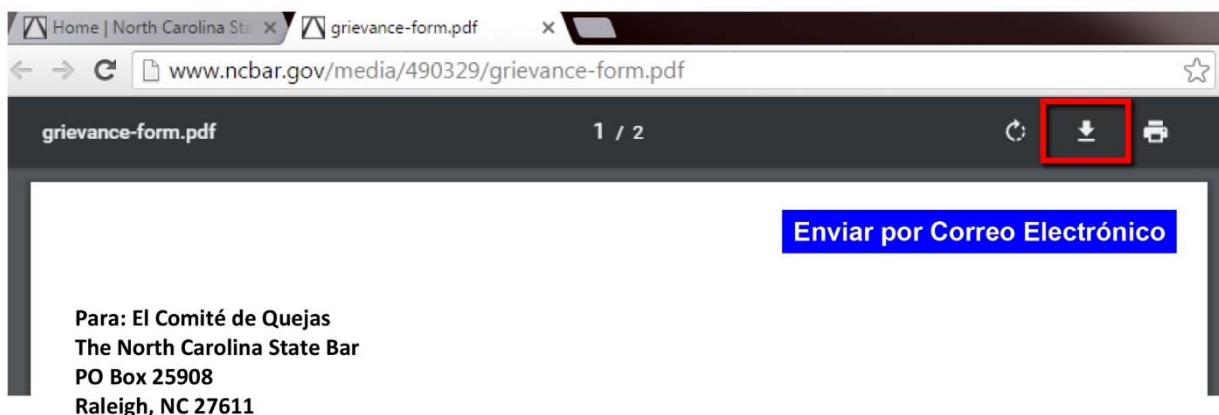 Home | North Carolina Sta
grievance-form.pdf
www.ncbar.gov/media/490329/grievance-form.pdf
grievance-form.pdf
1 / 2
Enviar por Correo Electrónico
Para: El Comité de Quejas
The North Carolina State Bar
PO Box 25908
Raleigh, NC 27611